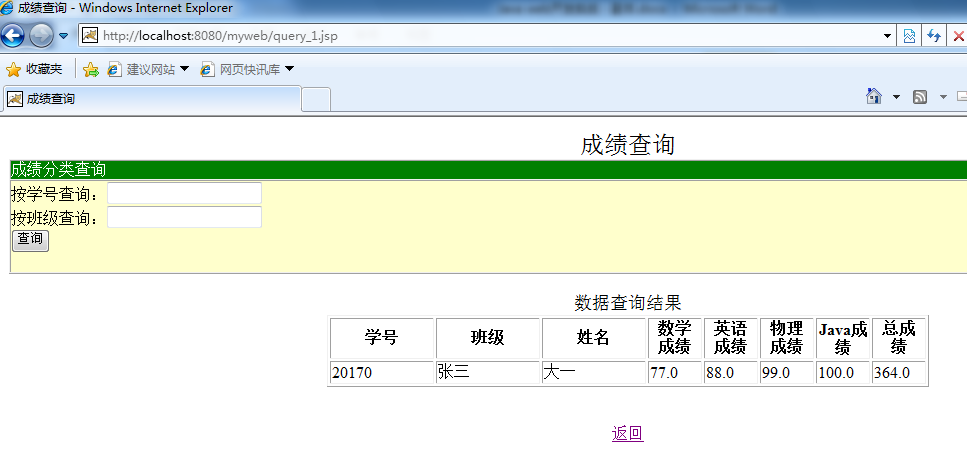 成绩查询 - Windows Internet Explorer
http://localhost:8080/myweb/query_1.jsp
收藏夹 建议网站 网页快讯库
成绩查询
成绩查询
成绩分类查询
按学号查询：
按班级查询：
查询
数据查询结果
学号 班级 姓名 数学成绩 英语成绩 物理成绩 Java成绩 总成绩
20170 张三 大一 77.0 88.0 99.0 100.0 364.0
返回